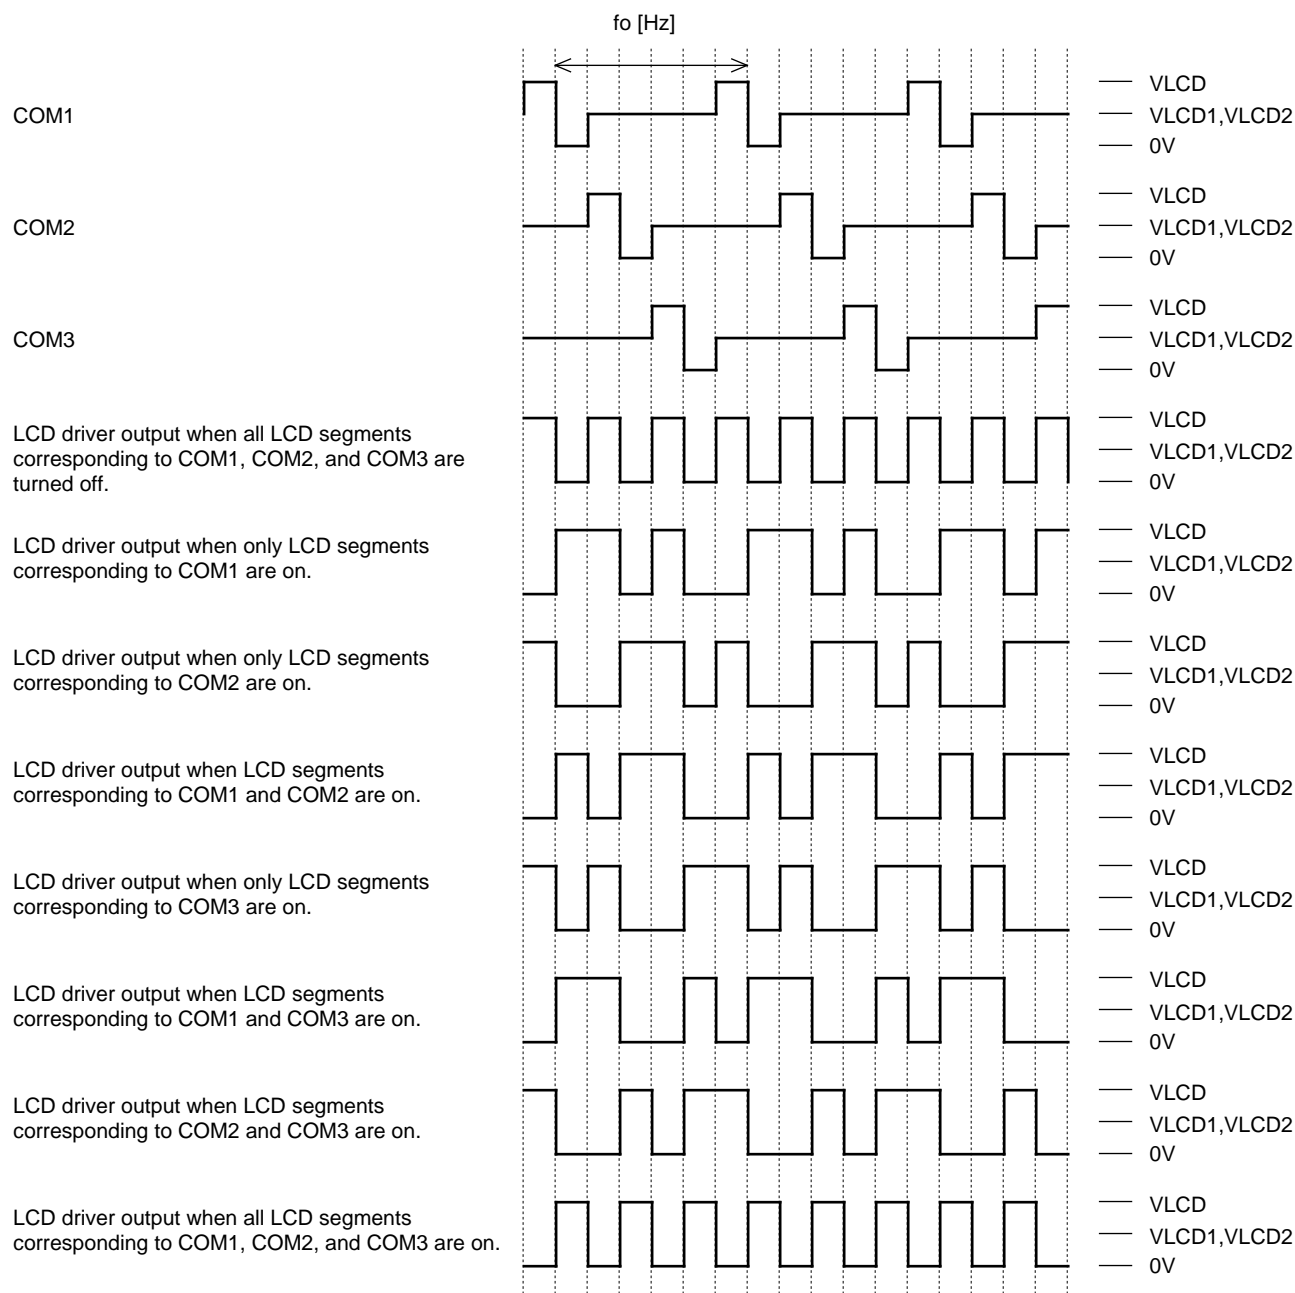 fo [Hz]
COM1
VLCD
VLCD1,VLCD2
0V
COM2
VLCD
VLCD1,VLCD2
0V
COM3
VLCD
VLCD1,VLCD2
0V
LCD driver output when all LCD segments
corresponding to COM1, COM2, and COM3 are
turned off.
VLCD
VLCD1,VLCD2
0V
LCD driver output when only LCD segments
corresponding to COM1 are on.
VLCD
VLCD1,VLCD2
0V
LCD driver output when only LCD segments
corresponding to COM2 are on.
VLCD
VLCD1,VLCD2
0V
LCD driver output when LCD segments
corresponding to COM1 and COM2 are on.
VLCD
VLCD1,VLCD2
0V
LCD driver output when only LCD segments
corresponding to COM3 are on.
VLCD
VLCD1,VLCD2
0V
LCD driver output when LCD segments
corresponding to COM1 and COM3 are on.
VLCD
VLCD1,VLCD2
0V
LCD driver output when LCD segments
corresponding to COM2 and COM3 are on.
VLCD
VLCD1,VLCD2
0V
LCD driver output when all LCD segments
corresponding to COM1, COM2, and COM3 are on.
VLCD
VLCD1,VLCD2
0V